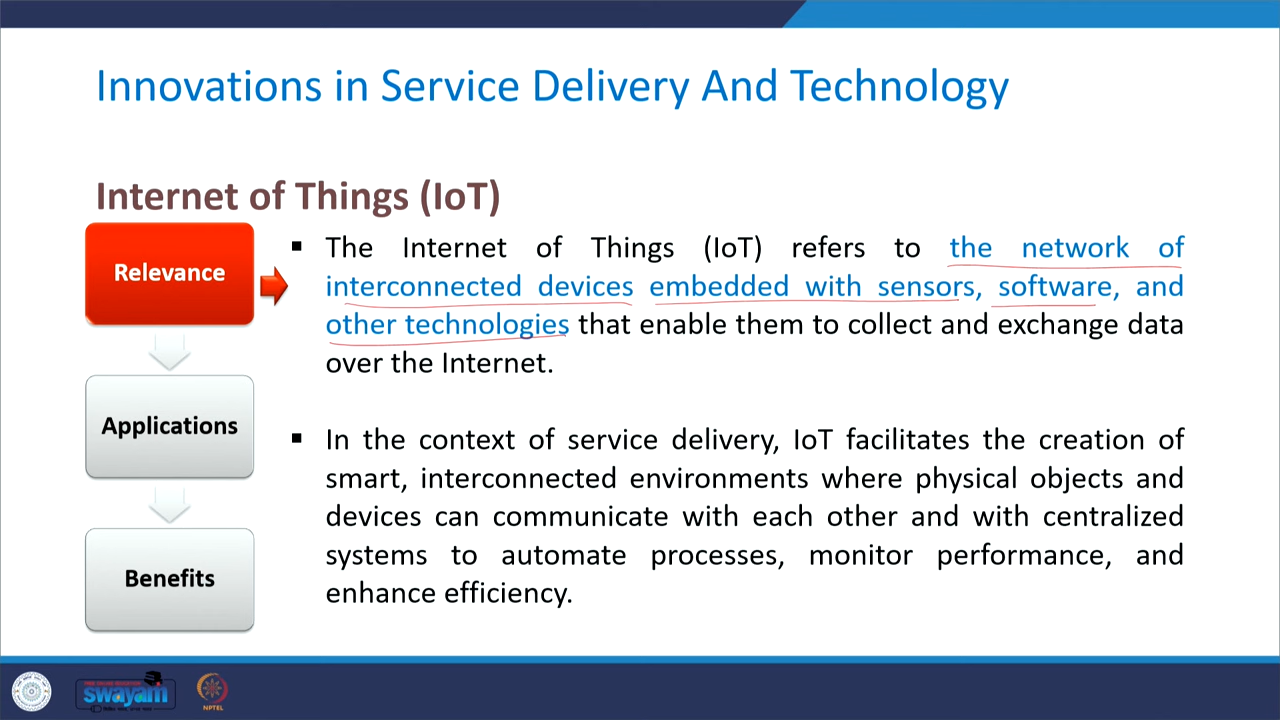 Innovations in Service Delivery And Technology
Internet of Things (IoT)
Relevance
Applications
Benefits
▪ The Internet of Things (IoT) refers to the network of
interconnected devices embedded with sensors, software, and
other technologies that enable them to collect and exchange data
over the Internet.
▪ In the context of service delivery, IoT facilitates the creation of
smart, interconnected environments where physical objects and
devices can communicate with each other and with centralized
systems to automate processes, monitor performance, and
enhance efficiency.
swayam
NPTEL